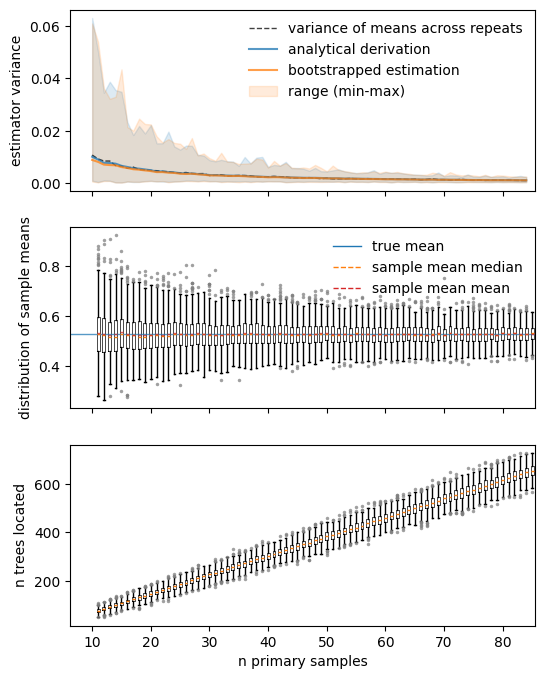 0.06
0.04
0.02
0.00
estimator variance
variance of means across repeats
analytical derivation
bootstrapped estimation
range (min-max)
0.8
0.6
0.4
distribution of sample means
true mean
sample mean median
sample mean mean
600
400
200
n trees located
10 20 30 40 50 60 70 80
n primary samples